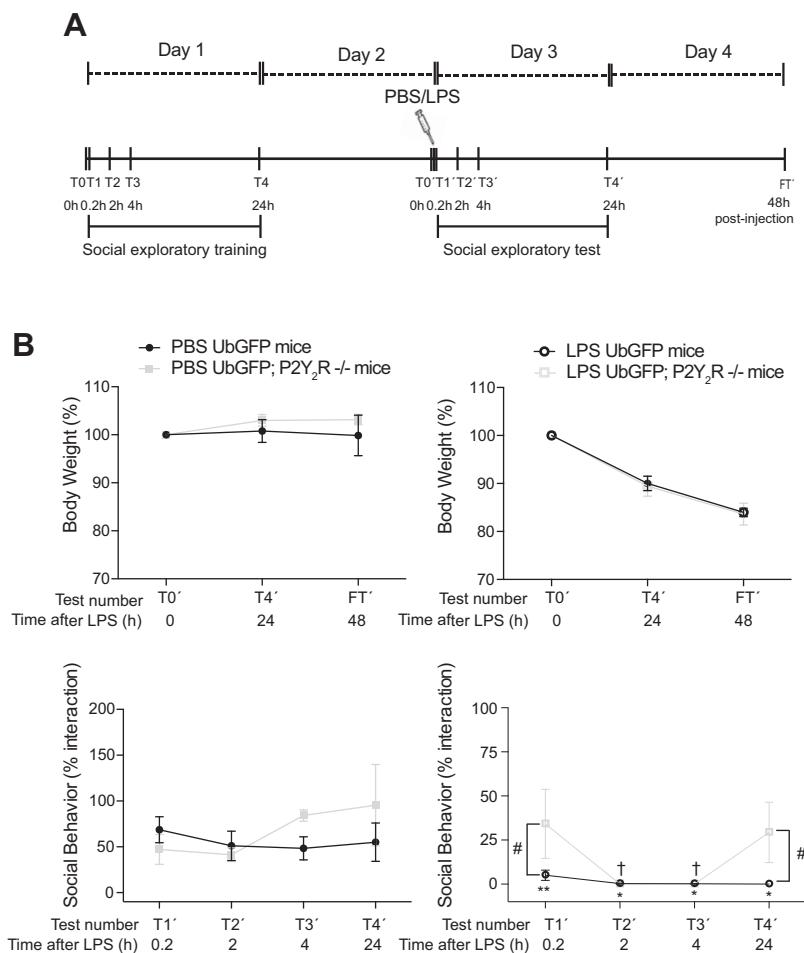 A
Day 1 Day 2 Day 3 Day 4
PBS/LPS
T0 T1 T2 T3 T4 T0´ T1´ T2´ T3´ T4´ FT´
0h 0.2h 2h 4h 24h 0h 0.2h 2h 4h 24h 48h
post-injection
Social exploratory training Social exploratory test
B
PBS UbGFP mice
PBS UbGFP; P2Y₂R -/- mice
Body Weight (%)
110
100
90
80
70
Test number T0´ T4´ FT´
Time after LPS (h) 0 24 48
LPS UbGFP mice
LPS UbGFP; P2Y₂R -/- mice
Body Weight (%)
110
100
90
80
70
Test number T0´ T4´ FT´
Time after LPS (h) 0 24 48
Social Behavior (% interaction)
200
150
100
50
0
Test number T1´ T2´ T3´ T4´
Time after LPS (h) 0.2 2 4 24
Social Behavior (% interaction)
100
75
50
25
0
# † † #
** * * *
Test number T1´ T2´ T3´ T4´
Time after LPS (h) 0.2 2 4 24